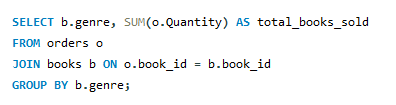 SELECT b.genre, SUM(o.Quantity) AS total_books_sold
FROM orders o
JOIN books b ON o.book_id = b.book_id
GROUP BY b.genre;